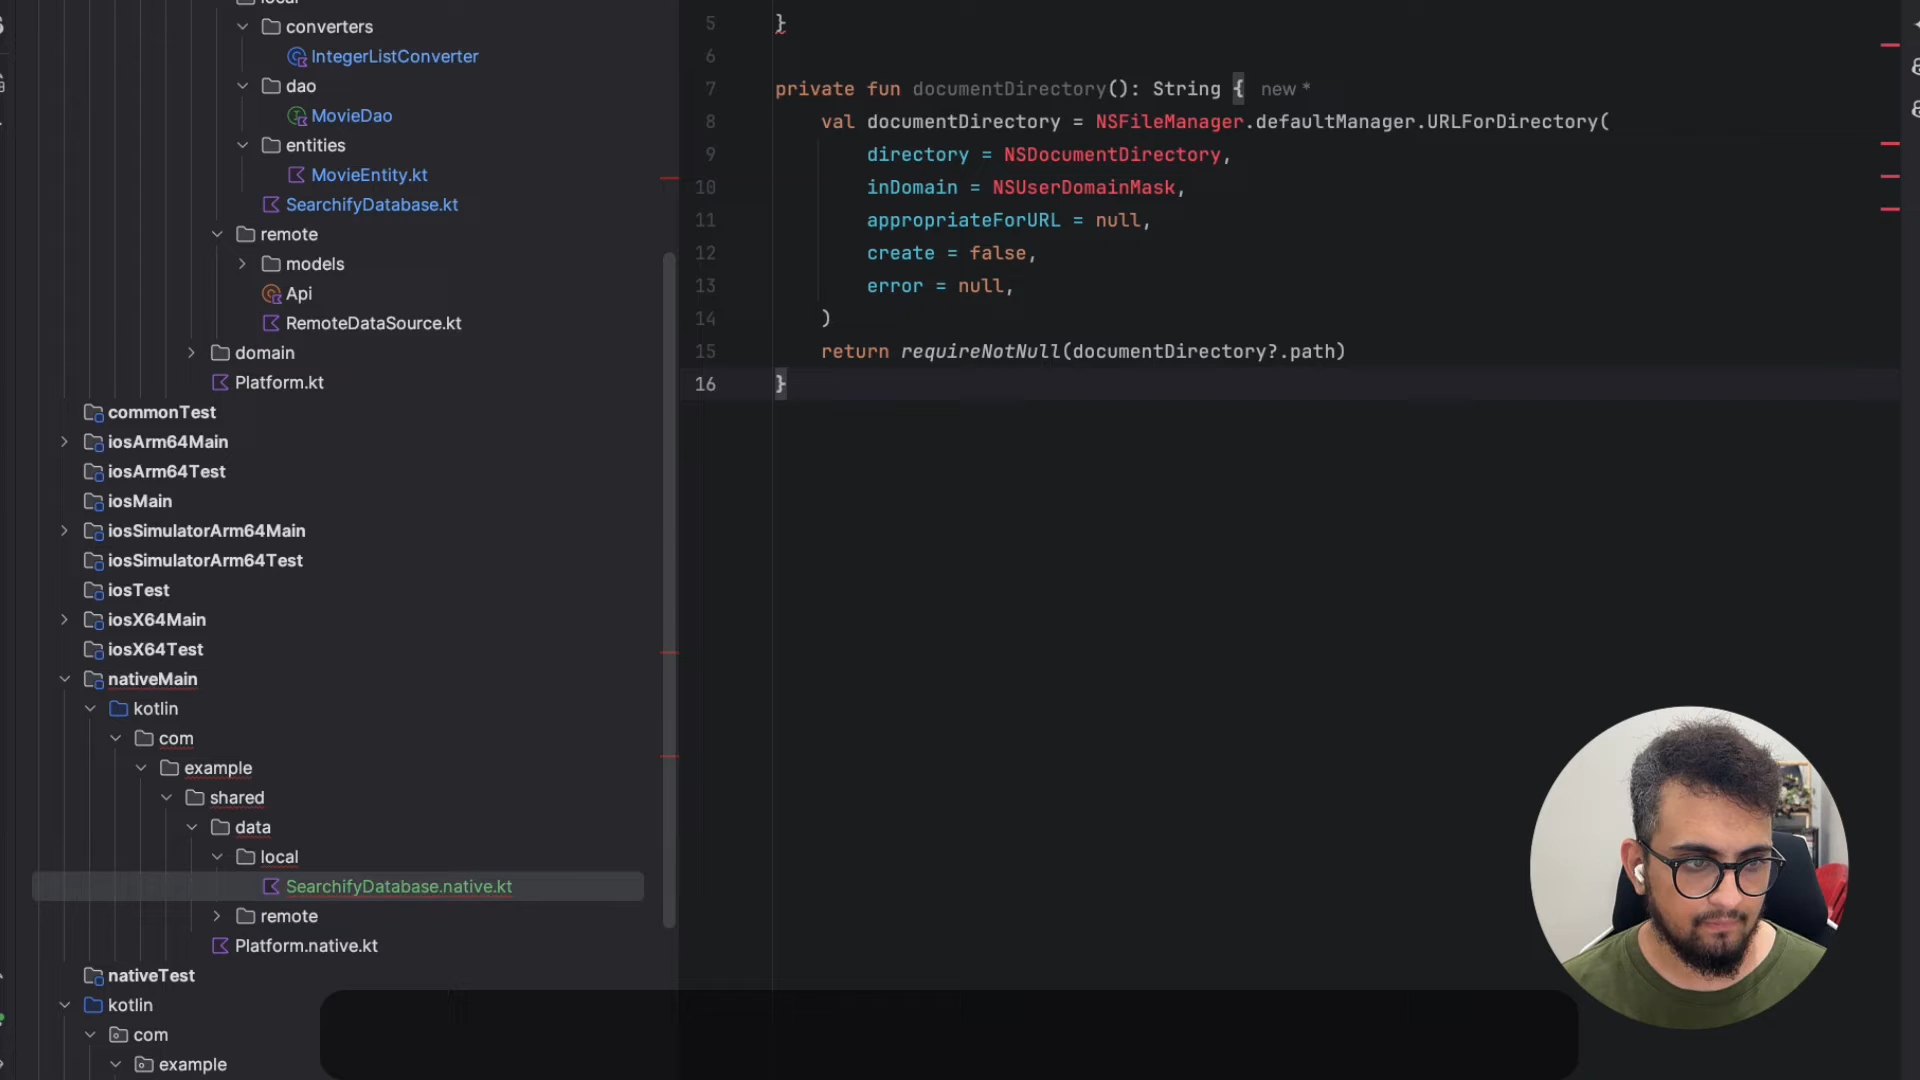 converters
IntegerListConverter
dao
MovieDao
entities
MovieEntity.kt
SearchifyDatabase.kt
remote
models
Api
RemoteDataSource.kt
domain
Platform.kt
commonTest
iosArm64Main
iosArm64Test
iosMain
iosSimulatorArm64Main
iosSimulatorArm64Test
iosTest
iosX64Main
iosX64Test
nativeMain
kotlin
com
example
shared
data
local
SearchifyDatabase.native.kt
remote
Platform.native.kt
nativeTest
kotlin
com
example
5 }
6
7 private fun documentDirectory(): String { new *
8 val documentDirectory = NSFileManager.defaultManager.URLForDirectory(
9 directory = NSDocumentDirectory,
10 inDomain = NSUserDomainMask,
11 appropriateForURL = null,
12 create = false,
13 error = null,
14 )
15 return requireNotNull(documentDirectory?.path)
16 }